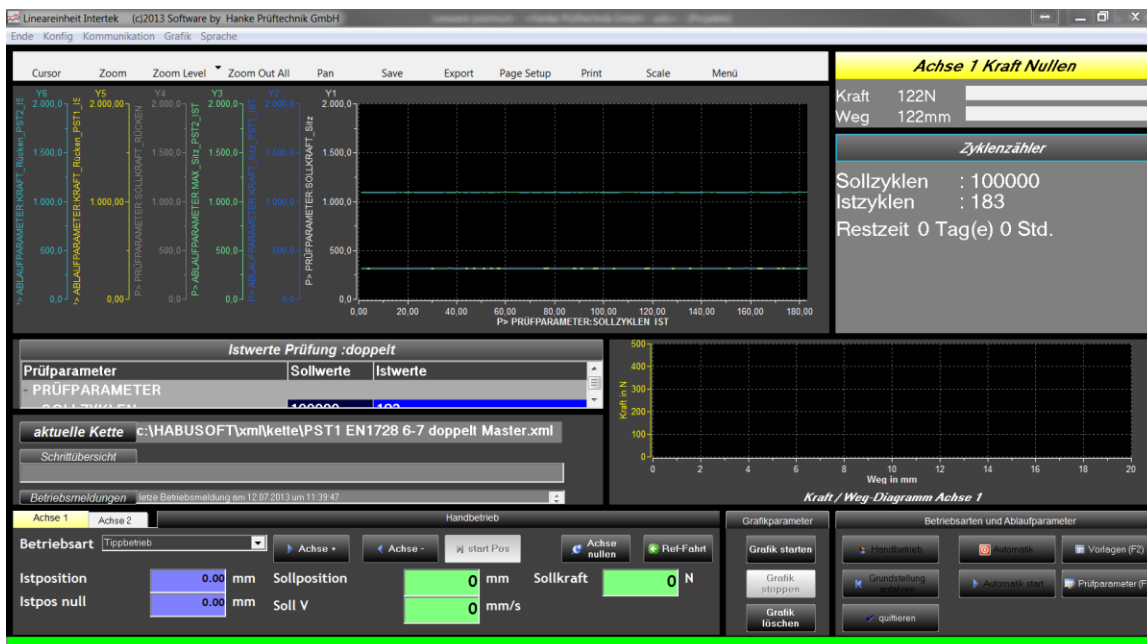 Lineareinheit Intertek (c)2013 Software by Hanke Prüftechnik GmbH
Ende Konfig Kommunikation Grafik Sprache
Cursor Zoom Zoom Level Zoom Out All Pan Save Export Page Setup Print Scale Menü
Y6 Y5 Y4 Y3 Y2 Y1
2.000,0 2.000,00 2.000,0 2.000,0 2.000,0 2.000,0
1.500,0 1.500,0 1.500,0 1.500,0 1.500,0
1.000,0 1.000,00 1.000,0 1.000,0 1.000,0 1.000,0
500,0 500,0 500,0 500,0 500,0
0,0 0,00 0,0 0,0 0,0 0,0
ABLAUFPARAMETER:KRAFT_Rücken_PST2_IS
ABLAUFPARAMETER:KRAFT_Rücken_PST1_IS
P> PRÜFPARAMETER:SOLLKRAFT_RÜCKEN
P> ABLAUFPARAMETER:MAX_Sitz_PST2_IST
P> ABLAUFPARAMETER:KRAFT_Sitz_PST1_IST
P> PRÜFPARAMETER:SOLLKRAFT_Sitz
0,00 20,00 40,00 60,00 80,00 100,00 120,00 140,00 160,00 180,00
P> PRÜFPARAMETER:SOLLZYKLEN IST
Achse 1 Kraft Nullen
Kraft 122N
Weg 122mm
Zyklenzähler
Sollzyklen : 100000
Istzyklen : 183
Restzeit 0 Tag(e) 0 Std.
Istwerte Prüfung :doppelt
Prüfparameter Sollwerte Istwerte
- PRÜFPARAMETER
SOLLZYKLEN 100000 183
aktuelle Kette c:\HABUSOFT\xml\kette\PST1 EN1728 6-7 doppelt Master.xml
Schrittübersicht
Betriebsmeldungen letze Betriebsmeldung am 12.07.2013 um 11:39:47
500
400
300
200
100
0
Kraft in N
0 2 4 6 8 10 12 14 16 18 20
Weg in mm
Kraft / Weg-Diagramm Achse 1
Achse 1 Achse 2 Handbetrieb
Betriebsart Tippbetrieb Achse + Achse - start Pos Achse nullen Ref-Fahrt
Istposition 0.00 mm Sollposition 0 mm Sollkraft 0 N
Istpos null 0.00 mm Soll V 0 mm/s
Grafikparameter
Grafik starten
Grafik
stoppen
Grafik
löschen
Betriebsarten und Ablaufparameter
Handbetrieb Automatik Vorlagen (F2)
Grundstellung
anfahren Automatik start Prüfparameter (F
quittieren